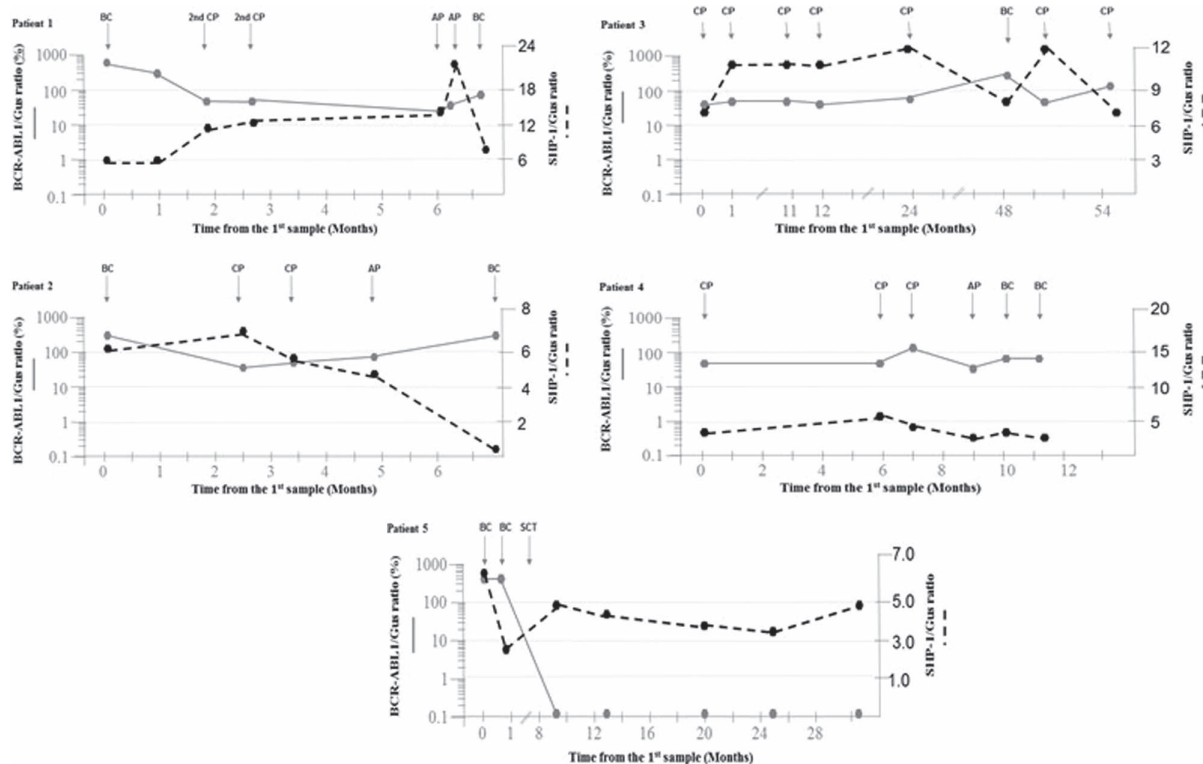 Patient 1
BC 2nd CP 2nd CP AP AP BC
BCR-ABL1/Gus ratio (%)
1000
100
10
1
0.1
24
18
12
6
SHP-1/Gus ratio
0 1 2 3 6
Time from the 1st sample (Months)
Patient 3
CP CP CP CP CP BC CP CP
BCR-ABL1/Gus ratio (%)
1000
100
10
1
0.1
12
9
8
6
3
SHP-1/Gus ratio
0 1 11 12 24 48 54
Time from the 1st sample (Months)
Patient 2
BC CP CP AP BC
BCR-ABL1/Gus ratio (%)
1000
100
10
1
0.1
8
6
4
2
SHP-1/Gus ratio
0 1 2 3 4 6
Time from the 1st sample (Months)
Patient 4
CP CP CP AP BC BC
BCR-ABL1/Gus ratio (%)
1000
100
10
1
0.1
20
15
10
5
SHP-1/Gus ratio
0 2 4 6 8 10 12
Time from the 1st sample (Months)
Patient 5
BC BC SCT
BCR-ABL1/Gus ratio (%)
1000
100
10
1
0.1
7.0
5.0
3.0
1.0
SHP-1/Gus ratio
0 1 8 12 16 20 24 28
Time from the 1st sample (Months)